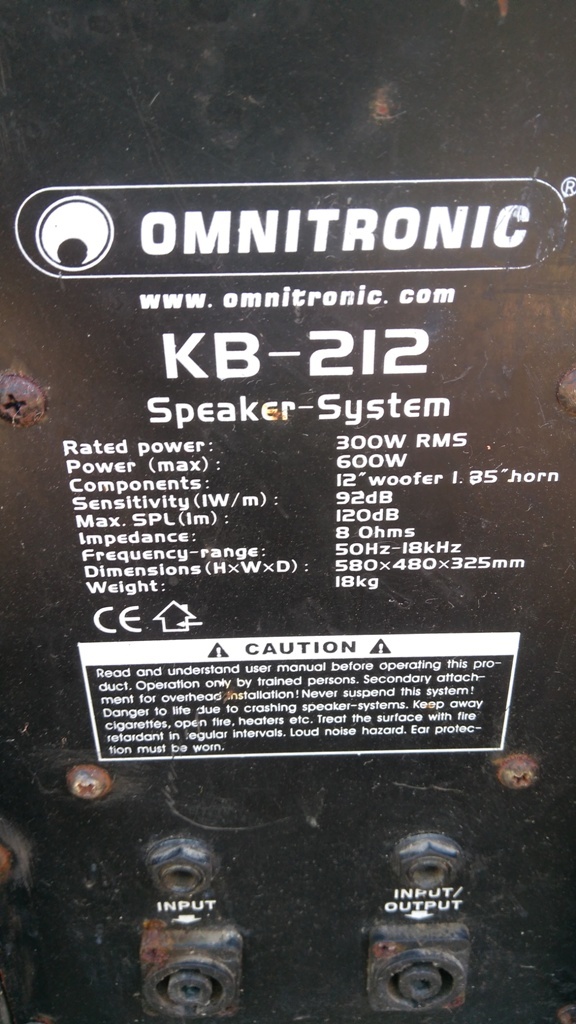 OMNITRONIC ®
www. omnitronic. com
KB-212
Speaker-System
Rated power: 300W RMS
Power (max) : 600W
Components: 12˝woofer 1. 35˝horn
Sensitivity(1W/m) : 92dB
Max. SPL(1m) : 120dB
Impedance: 8 Ohms
Frequency-range: 50Hz-18kHz
Dimensions(H×W×D) : 580×480×325mm
Weight: 18kg
CE
CAUTION
Read and understand user manual before operating this pro-
duct. Operation only by trained persons. Secondary attach-
ment for overhead installation! Never suspend this system!
Danger to life due to crashing speaker-systems. Keep away
cigarettes, open fire, heaters etc. Treat the surface with fire
retardant in regular intervals. Loud noise hazard. Ear protec-
tion must be worn.
INPUT INPUT/
OUTPUT